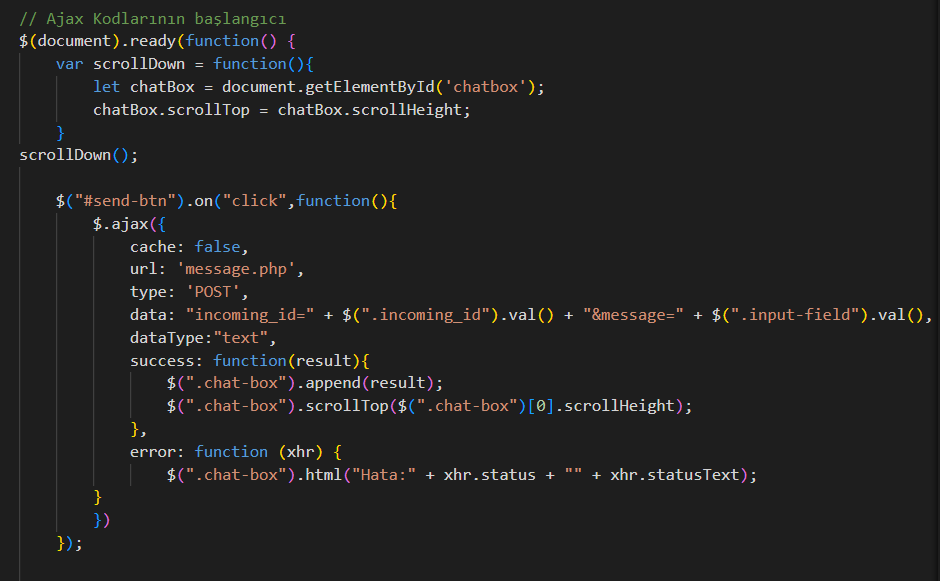 // Ajax Kodlarının başlangıcı
$(document).ready(function() {
    var scrollDown = function(){
        let chatBox = document.getElementById('chatbox');
        chatBox.scrollTop = chatBox.scrollHeight;
    }
scrollDown();
    $("#send-btn").on("click",function(){
        $.ajax({
            cache: false,
            url: 'message.php',
            type: 'POST',
            data: "incoming_id=" + $(".incoming_id").val() + "&message=" + $(".input-field").val(),
            dataType:"text",
            success: function(result){
                $(".chat-box").append(result);
                $(".chat-box").scrollTop($(".chat-box")[0].scrollHeight);
            },
            error: function (xhr) {
                $(".chat-box").html("Hata:" + xhr.status + "" + xhr.statusText);
        }
        })
    });